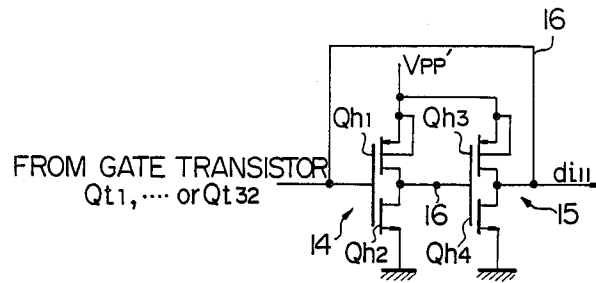 16
VPP'
Qh1
Qh3
FROM GATE TRANSISTOR
Qt1, ···· or Qt32
di11
16
14
15
Qh2
Qh4